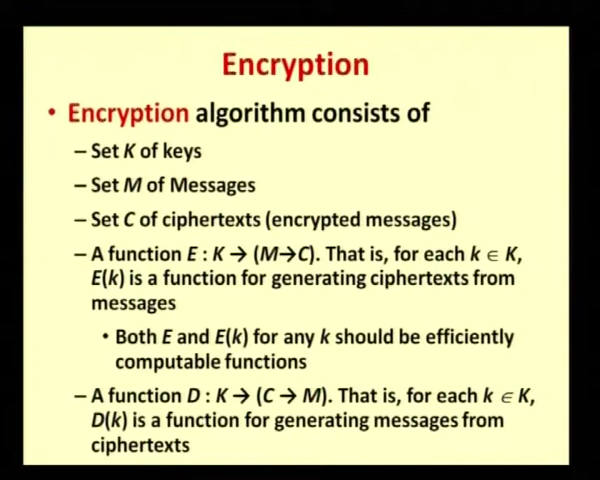 Encryption
• Encryption algorithm consists of
– Set K of keys
– Set M of Messages
– Set C of ciphertexts (encrypted messages)
– A function E : K → (M→C). That is, for each k ∈ K,
E(k) is a function for generating ciphertexts from
messages
• Both E and E(k) for any k should be efficiently
computable functions
– A function D : K → (C → M). That is, for each k ∈ K,
D(k) is a function for generating messages from
ciphertexts